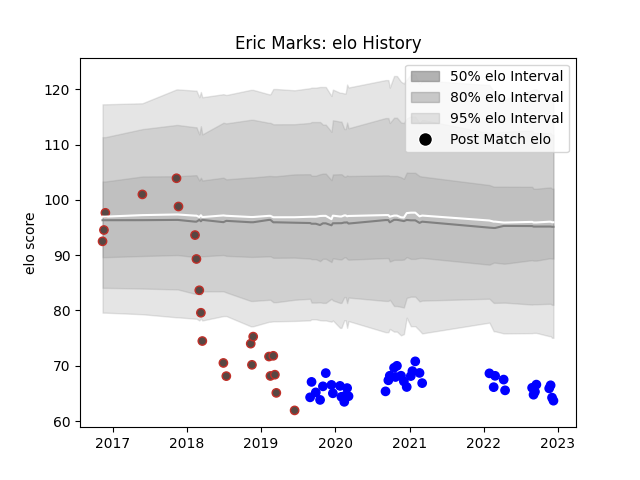 Eric Marks: elo History
50% elo Interval
80% elo Interval
95% elo Interval
Post Match elo
elo score
120
110
100
90
80
70
60
2017
2018
2019
2020
2021
2022
2023